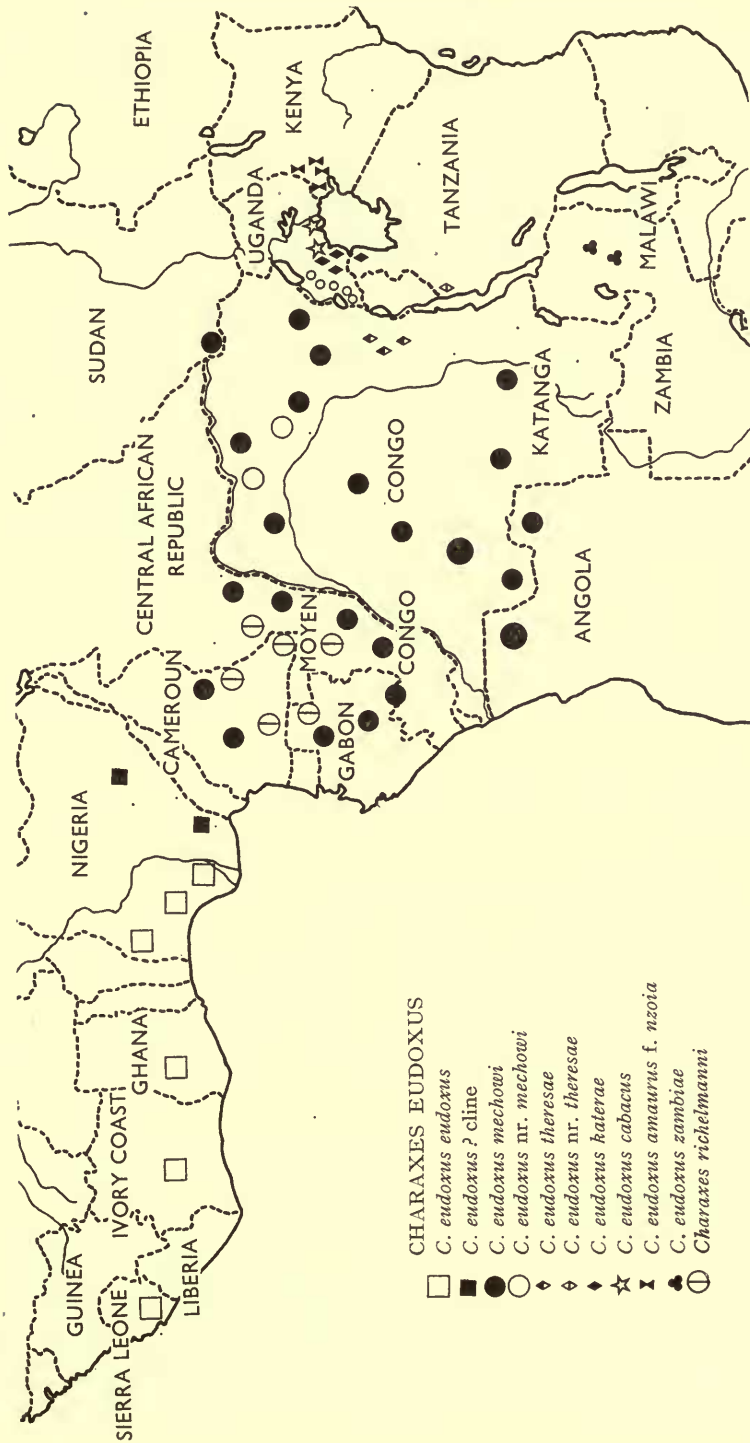 GUINEA
SIERRA LEONE
LIBERIA
IVORY COAST
GHANA
NIGERIA
CAMEROUN
CENTRAL AFRICAN
REPUBLIC
SUDAN
ETHIOPIA
UGANDA
KENYA
GABON
MOYEN
CONGO
CONGO
KATANGA
TANZANIA
ANGOLA
ZAMBIA
MALAWI
CHARAXES EUDOXUS
C. eudoxus eudoxus
C. eudoxus ? cline
C. eudoxus mechowi
C. eudoxus nr. mechowi
C. eudoxus theresae
C. eudoxus nr. theresae
C. eudoxus katerae
C. eudoxus cabacus
C. eudoxus amaurus f. nzoia
C. eudoxus zambiae
Charaxes richelmanni